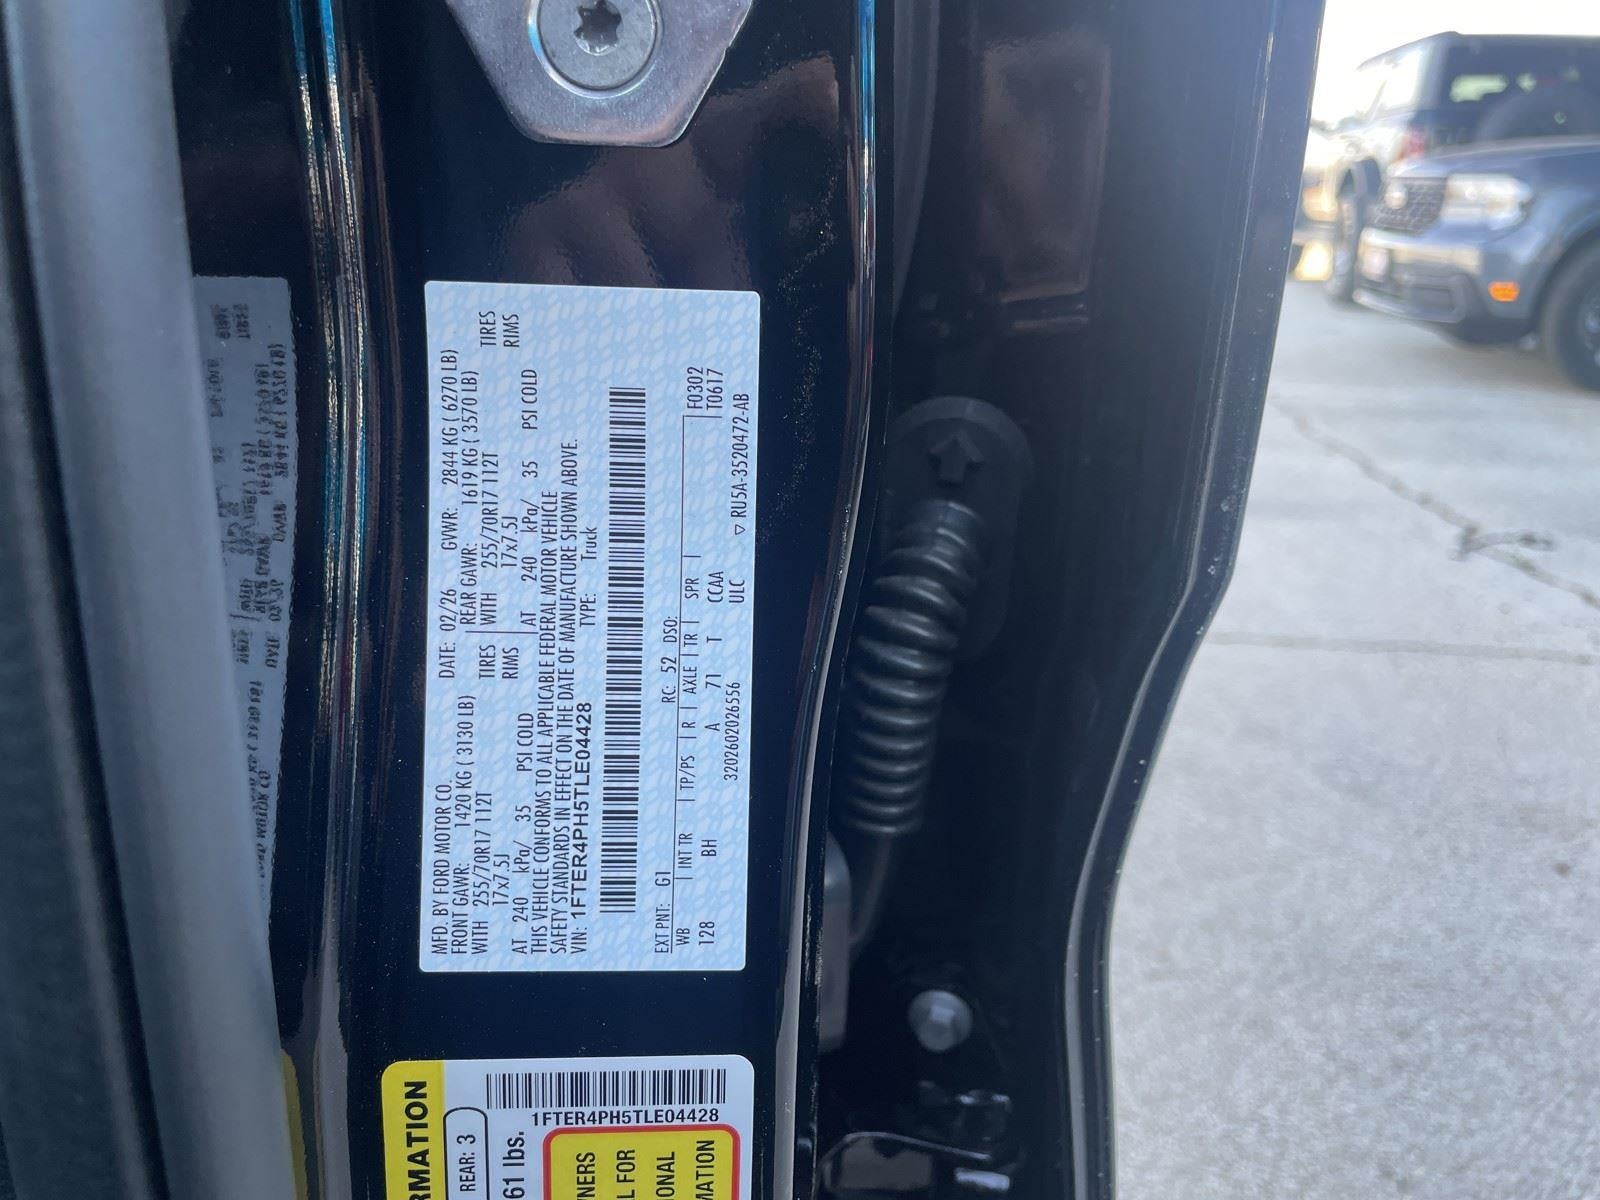 MFD. BY FORD MOTOR CO.
DATE: 02/26 GVWR: 2844 KG ( 6270 LB)
FRONT GAWR: 1420 KG ( 3130 LB)
REAR GAWR: 1619 KG ( 3570 LB)
WITH 255/70R17 112T TIRES
WITH 255/70R17 112T TIRES
17x7.5J RIMS
17x7.5J RIMS
AT 240 kPa/ 35 PSI COLD
AT 240 kPa/ 35 PSI COLD
THIS VEHICLE CONFORMS TO ALL APPLICABLE FEDERAL MOTOR VEHICLE
SAFETY STANDARDS IN EFFECT ON THE DATE OF MANUFACTURE SHOWN ABOVE.
VIN: 1FTER4PH5TLE04428 TYPE: Truck
EXT PNT: G1 RC: 52 DSO:
F0302
WB | INT TR | TP/PS | R | AXLE | TR | SPR |
T0617
128 BH A 71 T CCAA
3202602026556 ULC ▽ RU5A-3520472-AB
1FTER4PH5TLE04428
RMATION
REAR: 3
61 lbs.